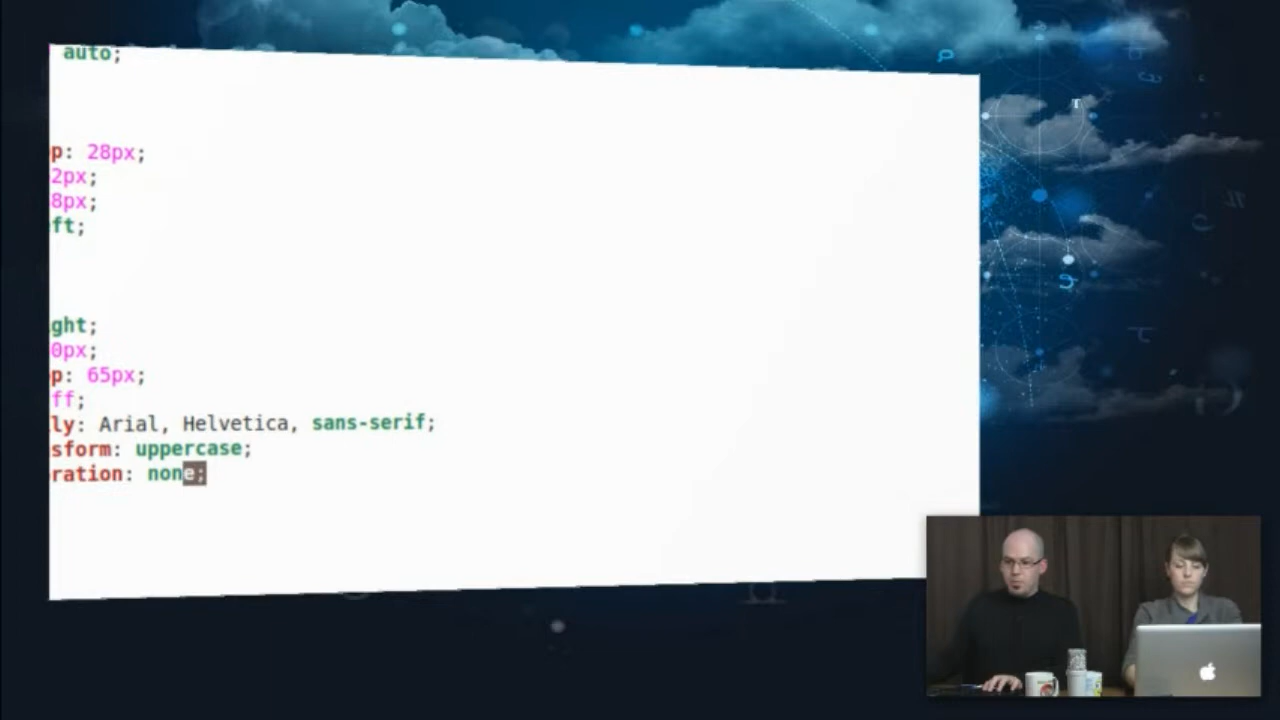 auto;
p: 28px;
2px;
8px;
ft;
ght;
0px;
p: 65px;
ff;
ly: Arial, Helvetica, sans-serif;
sform: uppercase;
ration: none;